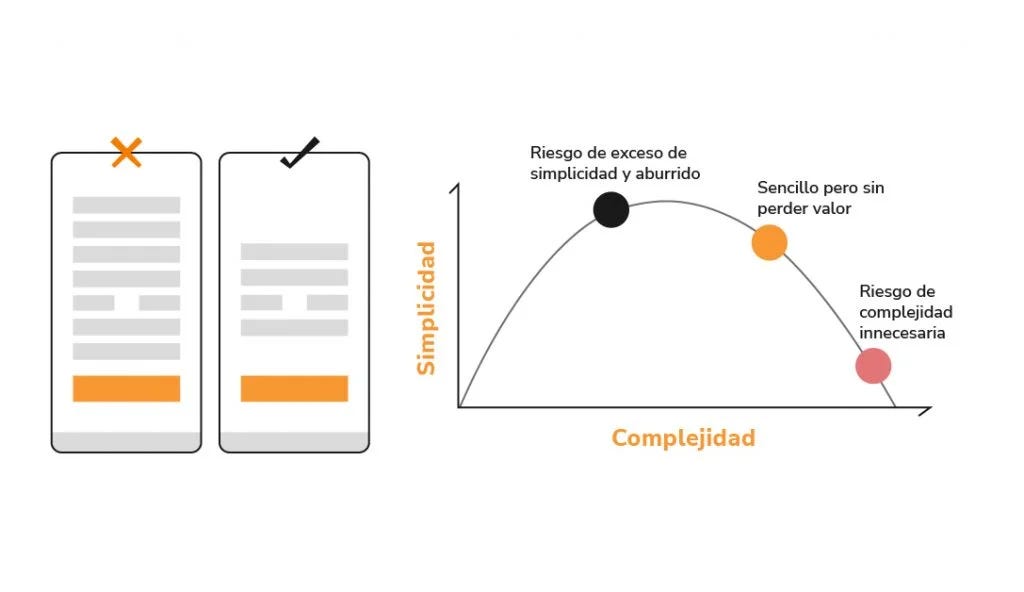 Riesgo de exceso de
simplicidad y aburrido
Sencillo pero sin
perder valor
Riesgo de
complejidad
innecesaria
Simplicidad
Complejidad